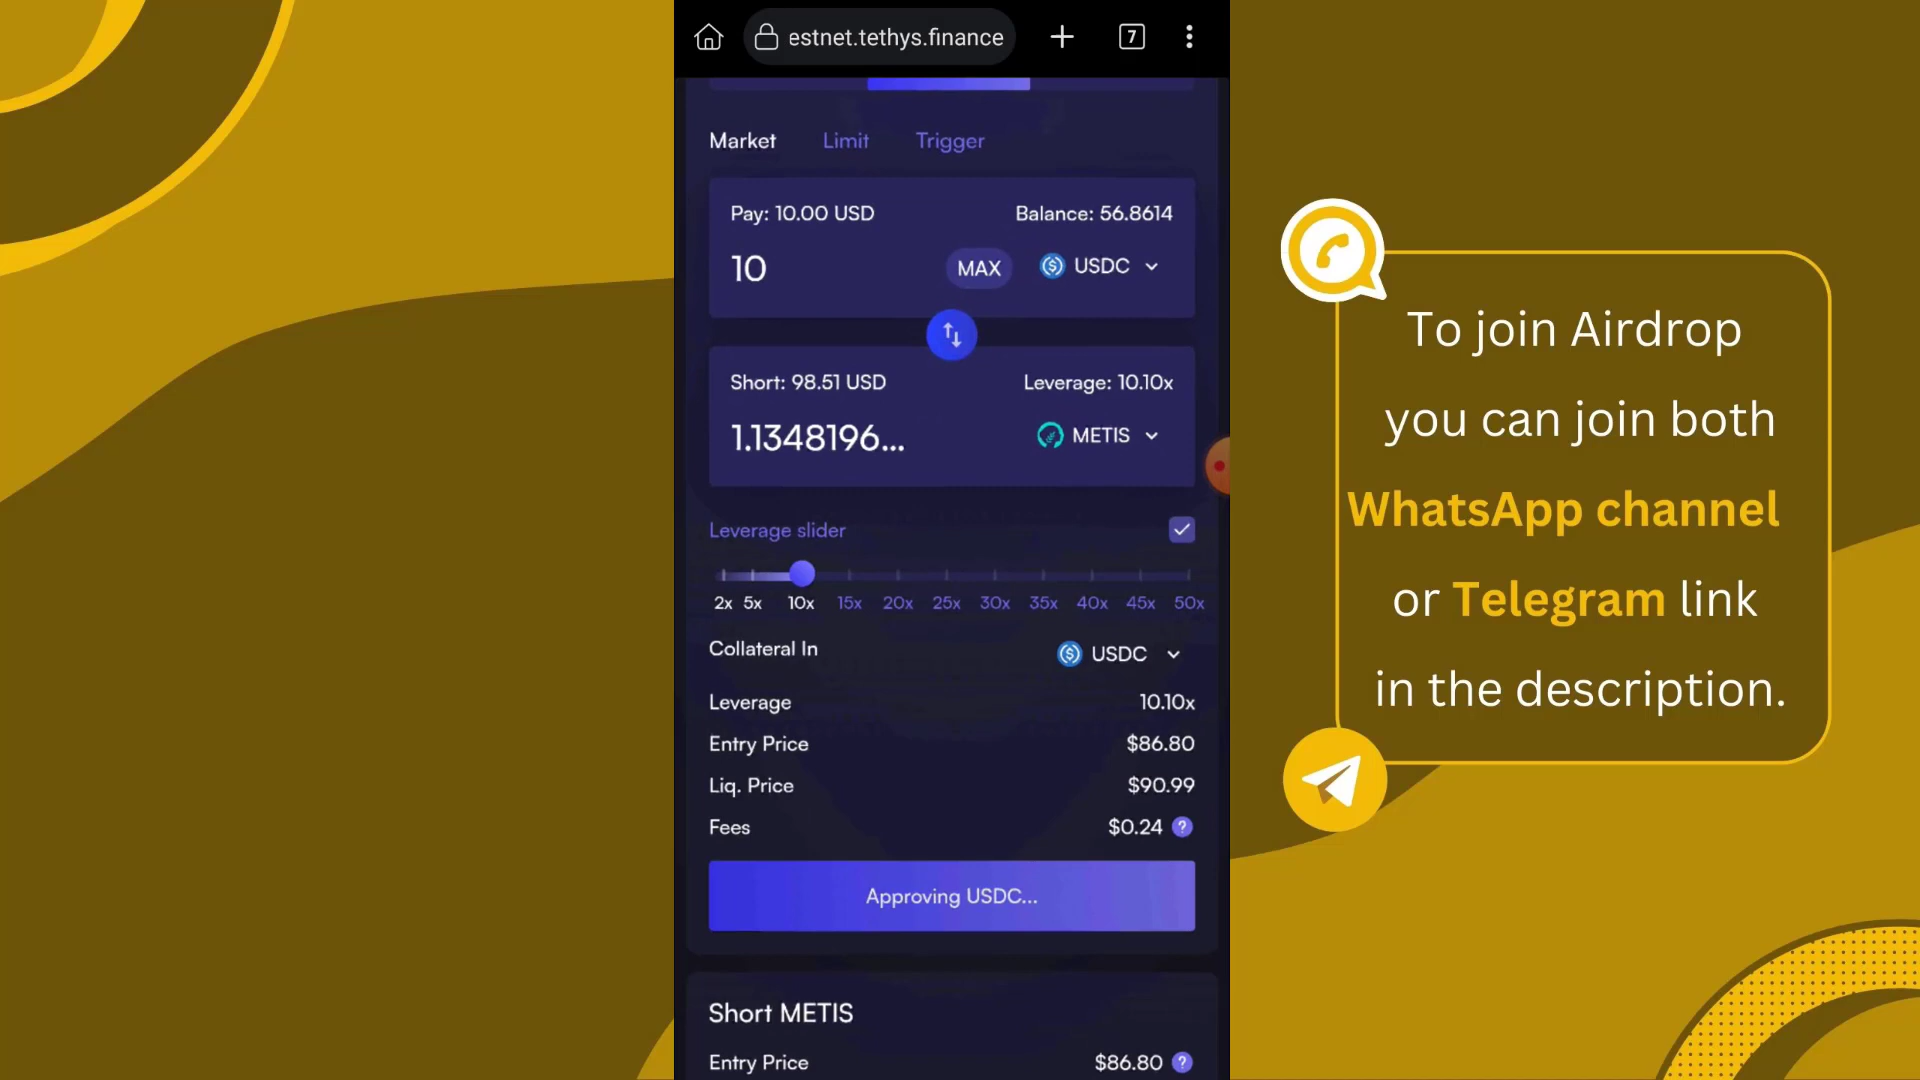 estnet.tethys.finance
7
Market Limit Trigger
Pay: 10.00 USD Balance: 56.8614
10 MAX USDC
Short: 98.51 USD Leverage: 10.10x
1.1348196... METIS
Leverage slider
2x 5x 10x 15x 20x 25x 30x 35x 40x 45x 50x
Collateral In USDC
Leverage 10.10x
Entry Price $86.80
Liq. Price $90.99
Fees $0.24 ?
Approving USDC...
Short METIS
Entry Price $86.80 ?
To join Airdrop
you can join both
WhatsApp channel
or Telegram link
in the description.